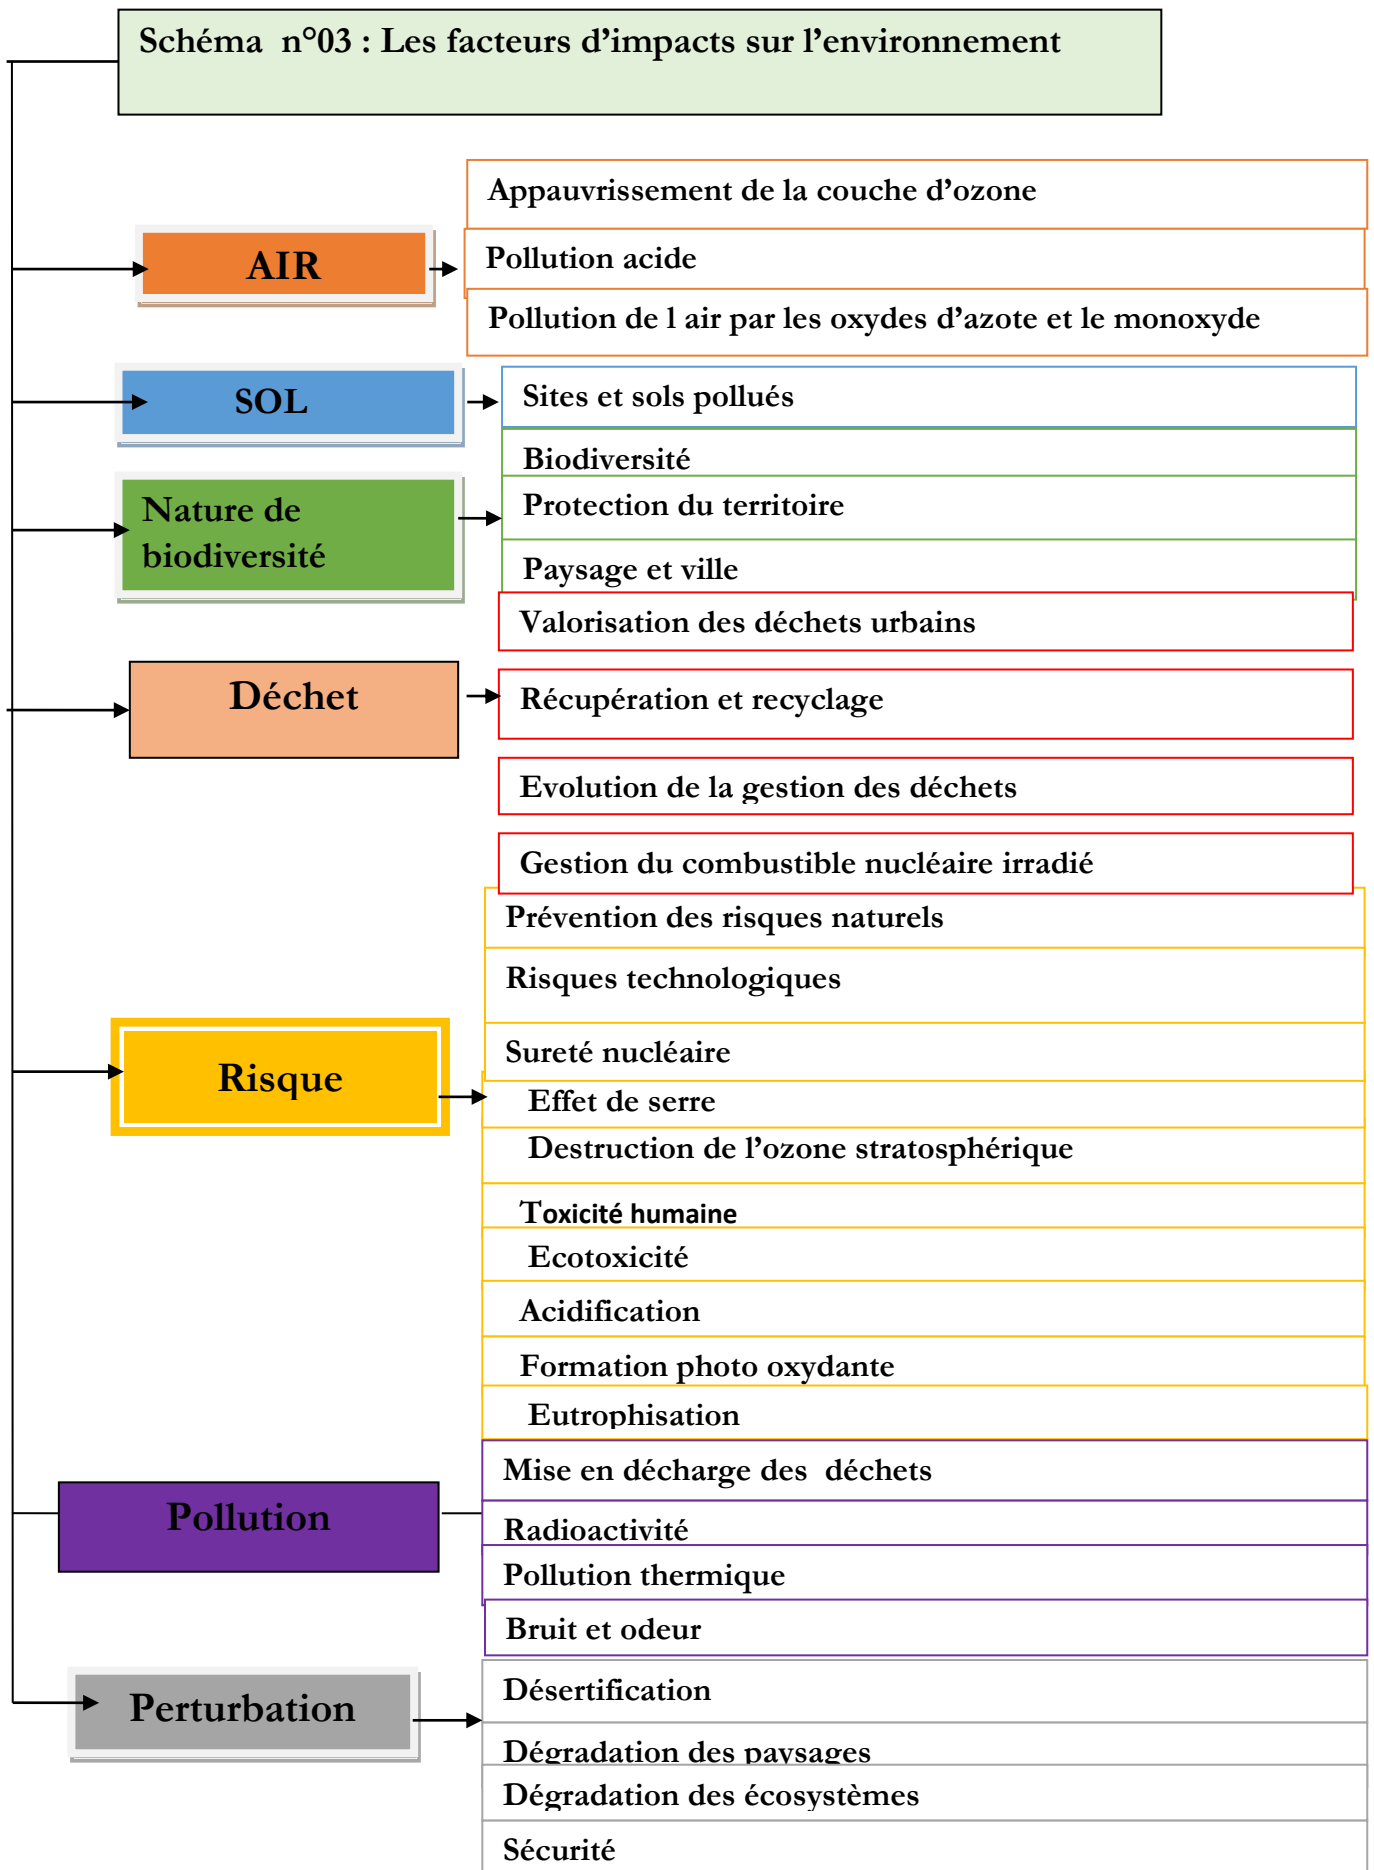 Schéma  n°03 : Les facteurs d’impacts sur l’environnement
AIR
Appauvrissement de la couche d’ozone
Pollution acide
Pollution de l air par les oxydes d’azote et le monoxyde
SOL
Sites et sols pollués
Nature de
biodiversité
Biodiversité
Protection du territoire
Paysage et ville
Déchet
Valorisation des déchets urbains
Récupération et recyclage
Evolution de la gestion des déchets
Gestion du combustible nucléaire irradié
Risque
Prévention des risques naturels
Risques technologiques
Sureté nucléaire
Effet de serre
Destruction de l’ozone stratosphérique
Toxicité humaine
Ecotoxicité
Acidification
Formation photo oxydante
Eutrophisation
Pollution
Mise en décharge des  déchets
Radioactivité
Pollution thermique
Bruit et odeur
Perturbation
Désertification
Dégradation des paysages
Dégradation des écosystèmes
Sécurité